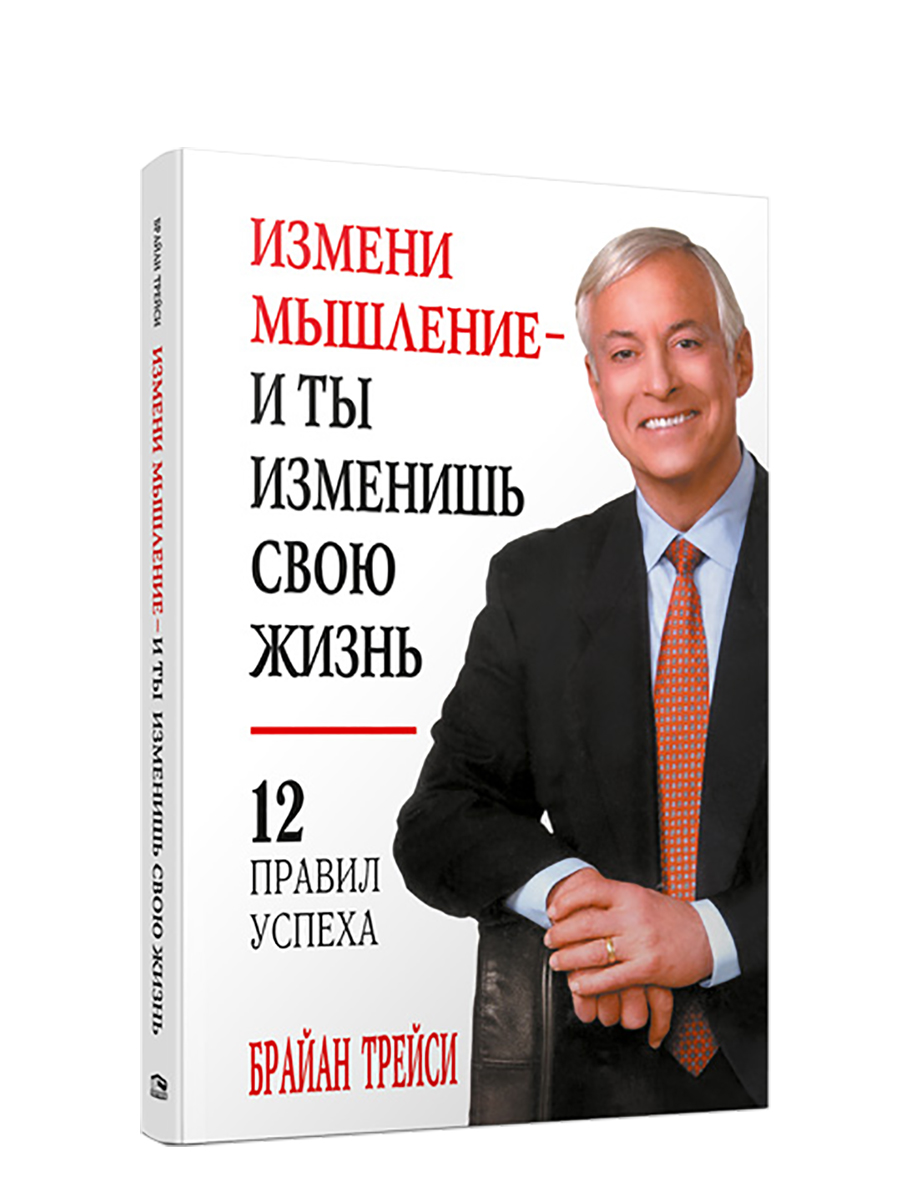 ИЗМЕНИ
МЫШЛЕНИЕ –
И ТЫ
ИЗМЕНИШЬ
СВОЮ
ЖИЗНЬ
12
ПРАВИЛ
УСПЕХА
БРАЙАН ТРЕЙСИ
БРАЙАН ТРЕЙСИ ИЗМЕНИ МЫШЛЕНИЕ – И ТЫ ИЗМЕНИШЬ СВОЮ ЖИЗНЬ